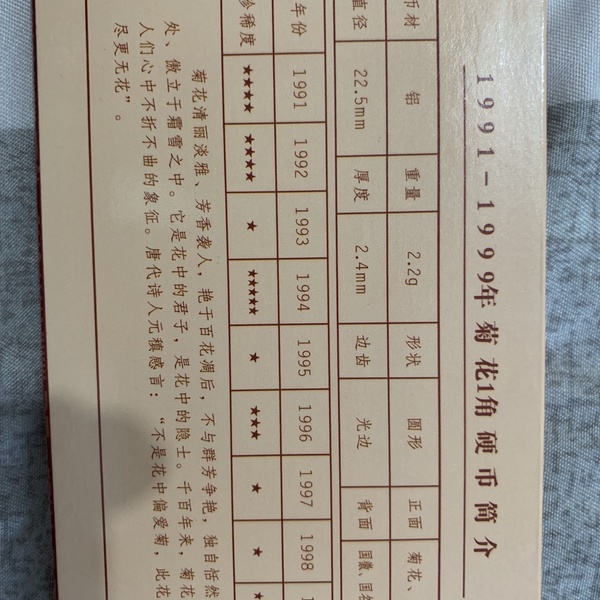 1991-1999年菊花1角硬币简介
币材 铝 重量 2.2g 形状 圆形 正面 菊花、
直径 22.5mm 厚度 2.4mm 边齿 光边 背面 国徽、国
年份 1991 1992 1993 1994 1995 1996 1997 1998
珍稀度 ★★★★ ★★★★ ★ ★★★★★ ★ ★★★ ★ ★ ★
菊花清丽淡雅、芳香袭人，艳于百花凋后，不与群芳争艳，独自恬然
处、傲立于霜雪之中。它是花中的君子，是花中的隐士。千百年来，菊花
人们心中不折不曲的象征。唐代诗人元稹感言：“不是花中偏爱菊，此花
尽更无花”。